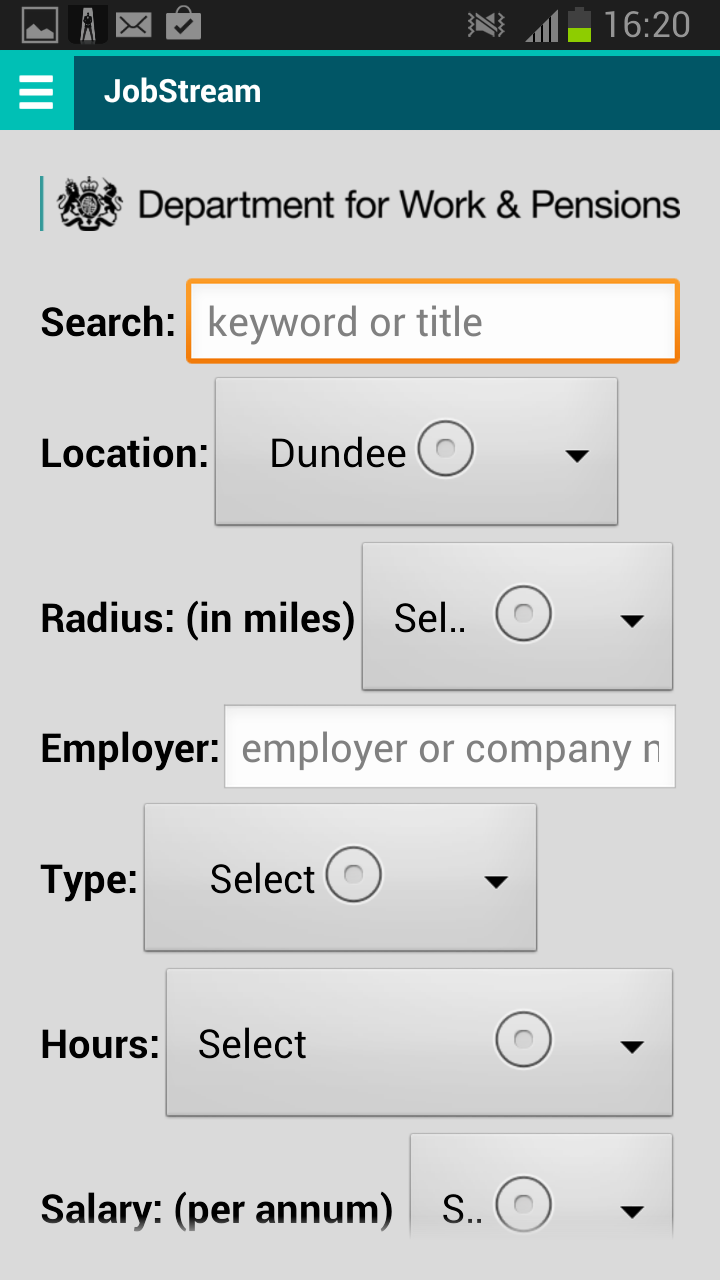 16:20
JobStream
Department for Work & Pensions
Search: keyword or title
Location: Dundee
Radius: (in miles) Sel..
Employer: employer or company n
Type: Select
Hours: Select
Salary: (per annum) S..